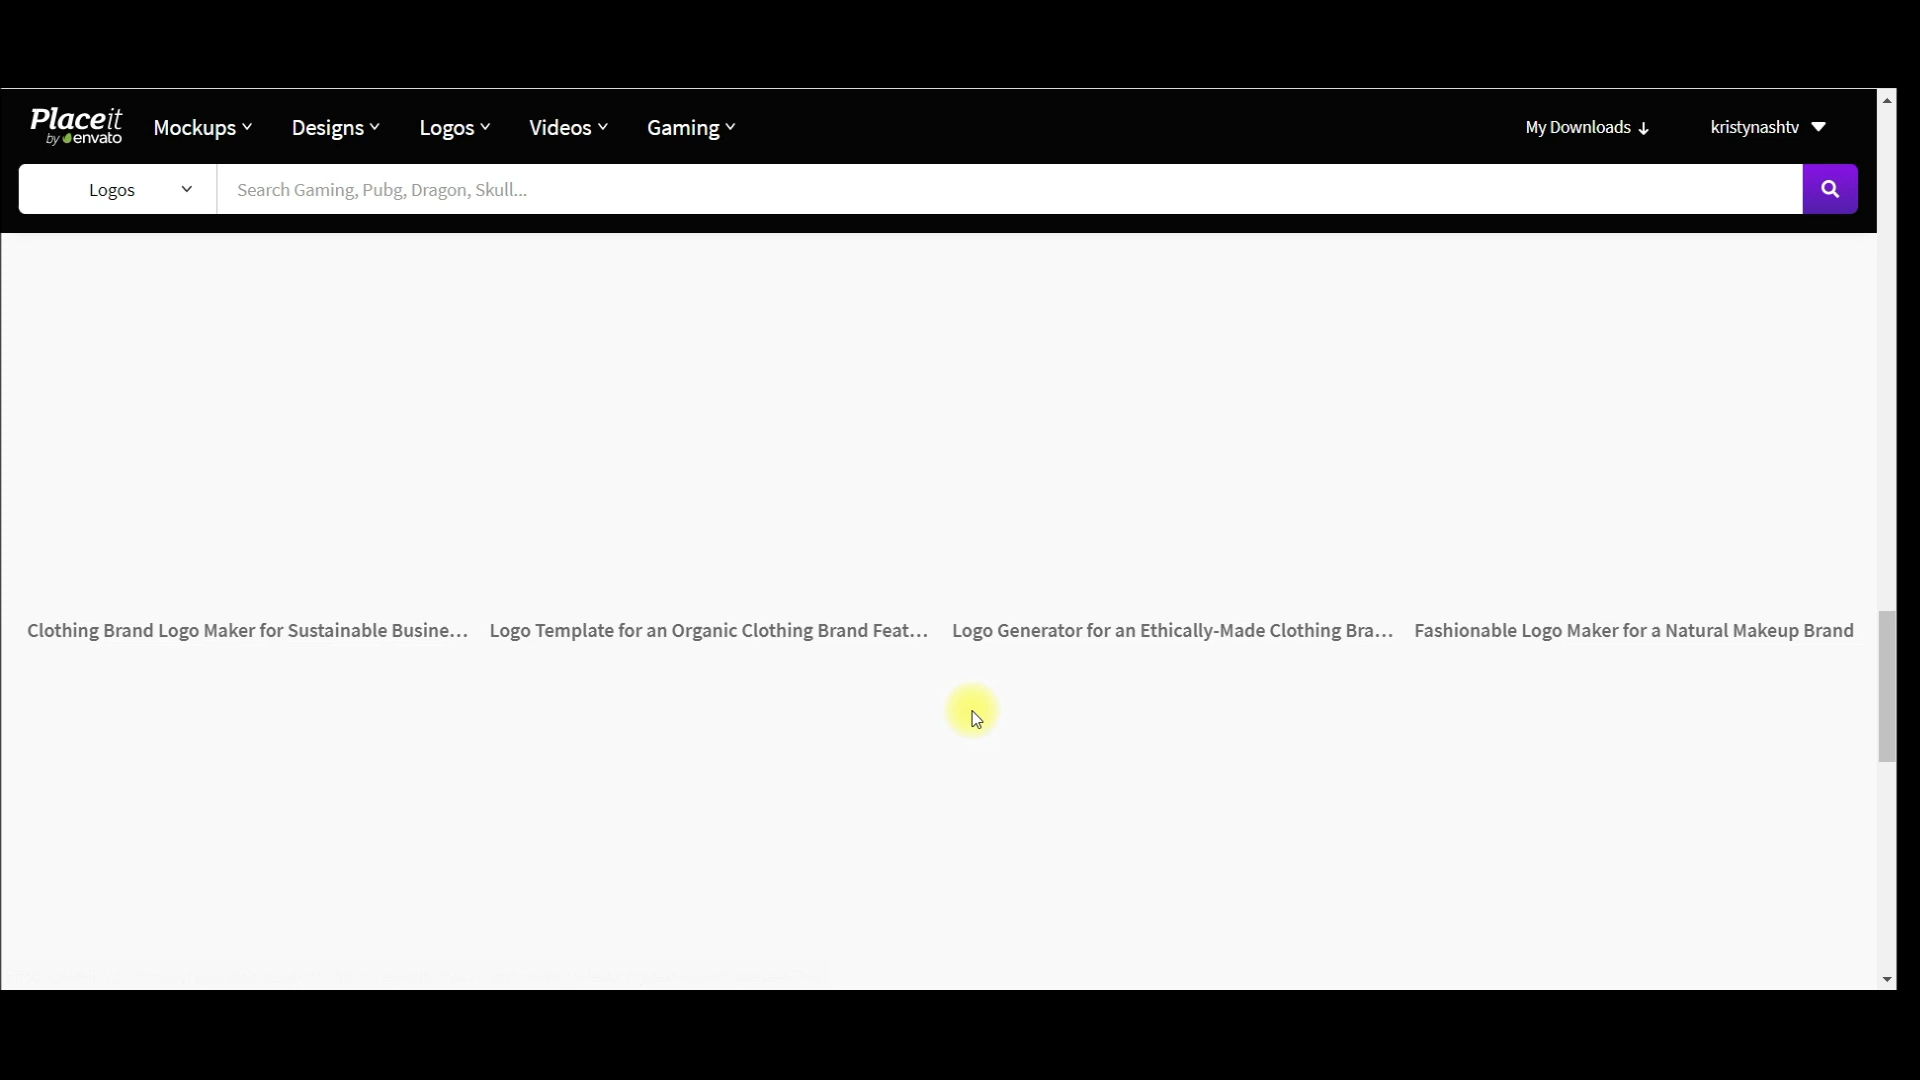 Placeit
by envato
Mockups
Designs
Logos
Videos
Gaming
My Downloads
kristynashtv
Logos
Search Gaming, Pubg, Dragon, Skull...
Clothing Brand Logo Maker for Sustainable Busine...
Logo Template for an Organic Clothing Brand Feat...
Logo Generator for an Ethically-Made Clothing Bra...
Fashionable Logo Maker for a Natural Makeup Brand